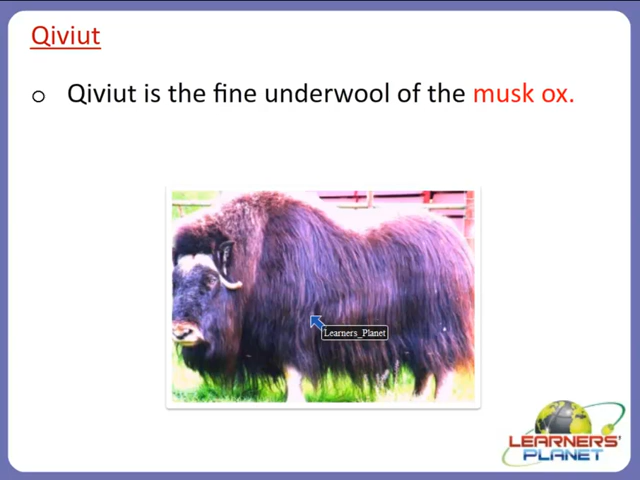 Qiviut
o Qiviut is the fine underwool of the musk ox.
Learners_Planet
LEARNERS'
PLANET